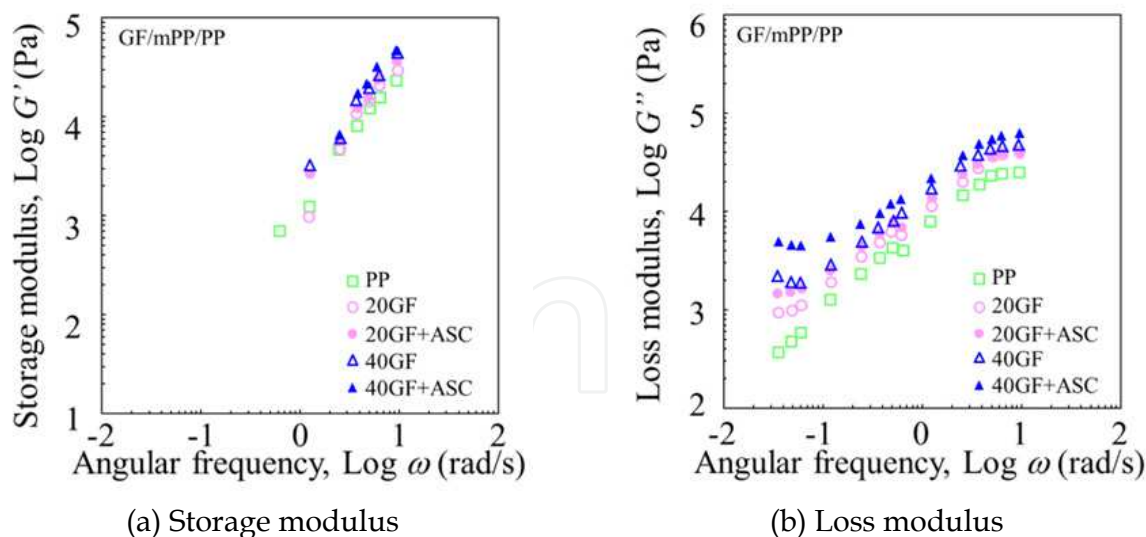 GF/mPP/PP
Storage modulus, Log G' (Pa)
5
4
3
2
1
PP
20GF
20GF+ASC
40GF
40GF+ASC
-2 -1 0 1 2
Angular frequency, Log ω (rad/s)
(a) Storage modulus
GF/mPP/PP
Loss modulus, Log G'' (Pa)
6
5
4
3
2
PP
20GF
20GF+ASC
40GF
40GF+ASC
-2 -1 0 1 2
Angular frequency, Log ω (rad/s)
(b) Loss modulus